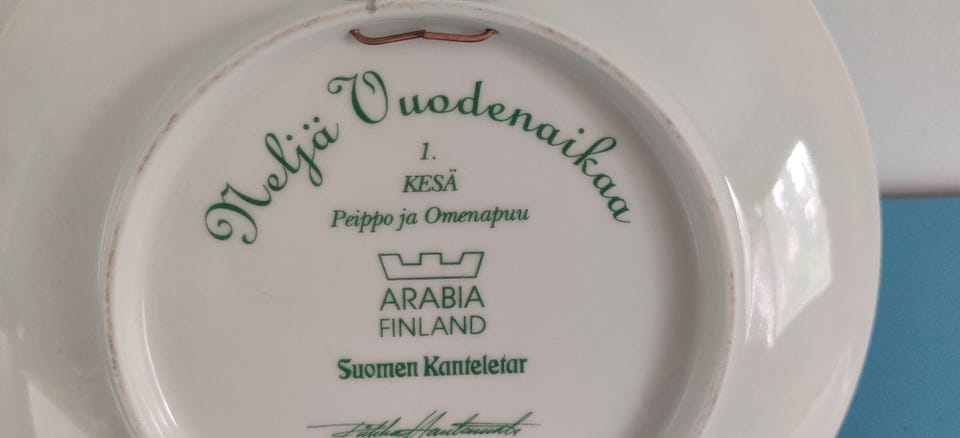 Neljä Vuodenaikaa
1.
KESÄ
Peippo ja Omenapuu
ARABIA
FINLAND
Suomen Kanteletar